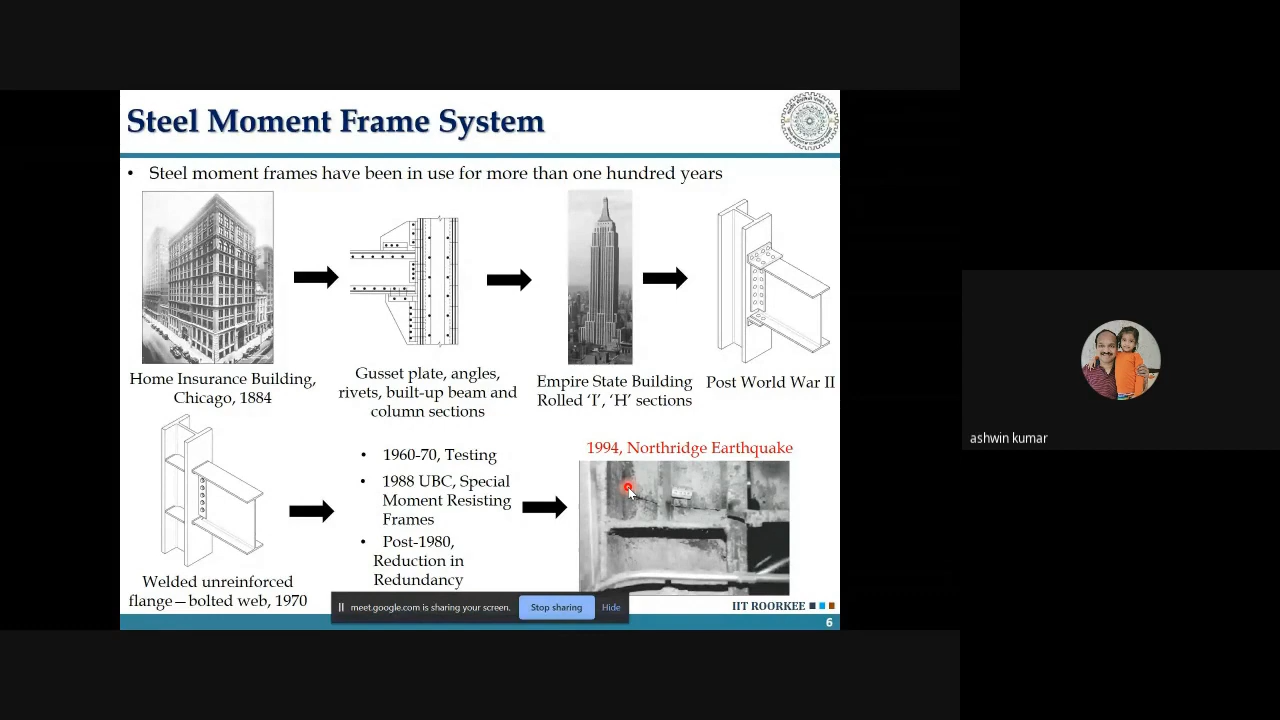 Steel Moment Frame System
• Steel moment frames have been in use for more than one hundred years
Home Insurance Building,
Chicago, 1884
Gusset plate, angles,
rivets, built-up beam and
column sections
Empire State Building
Rolled ‘I’, ‘H’ sections
Post World War II
Welded unreinforced
flange – bolted web, 1970
• 1960-70, Testing
• 1988 UBC, Special
Moment Resisting
Frames
• Post-1980,
Reduction in
Redundancy
1994, Northridge Earthquake
meet.google.com is sharing your screen.
Stop sharing
Hide
IIT ROORKEE
6
ashwin kumar